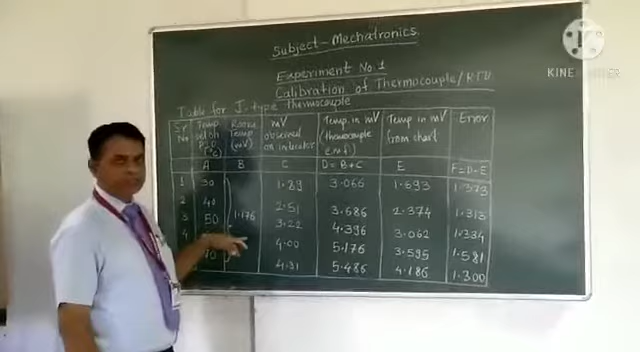 Subject-Mechatronics
Experiment No.1
Calibration of Thermocouple/RTD
Table for J-type thermocouple
Sr No | Temp set on (°C) | Room Temp (mV) | mV observed on indicator | Temp. in mV (thermocouple emf) | Temp in mV from chart | Error
A | B | C | D=B+C | E | F=D-E
1 | 30 | 1.89 | 3.066 | 1.693 | 1.373
2 | 40 | 2.51 | 3.686 | 2.374 | 1.313
3 | 50 | 1.176 | 3.22 | 4.396 | 3.062 | 1.334
4 | 4.00 | 5.176 | 3.595 | 1.581
4.31 | 5.486 | 4.186 | 1.300
KINE